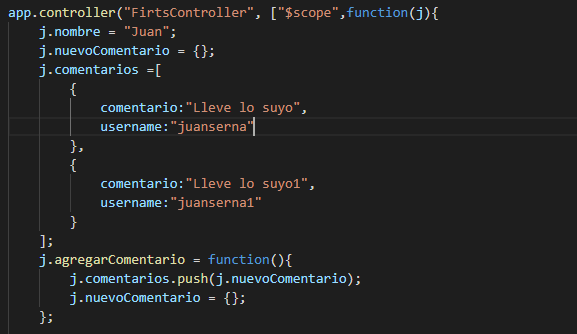 app.controller("FirtsController", ["$scope",function(j){
    j.nombre = "Juan";
    j.nuevoComentario = {};
    j.comentarios =[
        {
            comentario:"Lleve lo suyo",
            username:"juanserna"
        },
        {
            comentario:"Lleve lo suyo1",
            username:"juanserna1"
        }
    ];
    j.agregarComentario = function(){
        j.comentarios.push(j.nuevoComentario);
        j.nuevoComentario = {};
    };